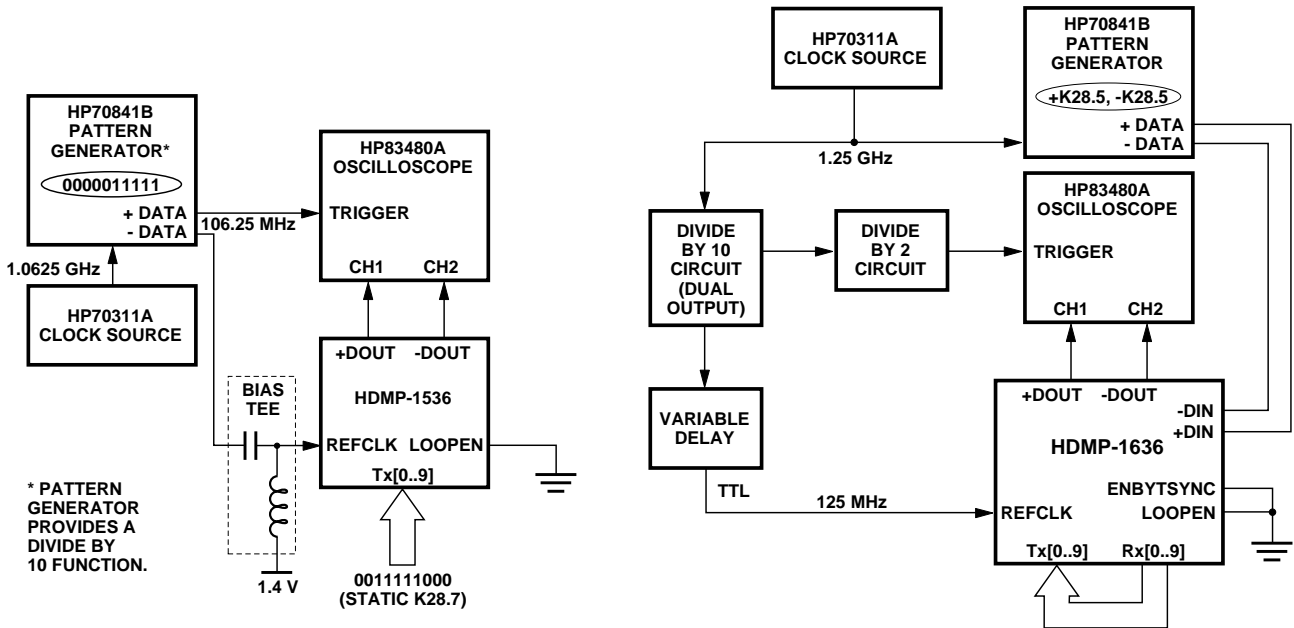 HP70841B
PATTERN
GENERATOR*
0000011111
+ DATA
- DATA
106.25 MHz
1.0625 GHz
HP70311A
CLOCK SOURCE
HP83480A
OSCILLOSCOPE
TRIGGER
CH1 CH2
+DOUT -DOUT
HDMP-1536
REFCLK LOOPEN
Tx[0..9]
BIAS
TEE
1.4 V
0011111000
(STATIC K28.7)
* PATTERN
GENERATOR
PROVIDES A
DIVIDE BY
10 FUNCTION.
HP70311A
CLOCK SOURCE
1.25 GHz
HP70841B
PATTERN
GENERATOR
+K28.5, -K28.5
+ DATA
- DATA
DIVIDE
BY 10
CIRCUIT
(DUAL
OUTPUT)
DIVIDE
BY 2
CIRCUIT
HP83480A
OSCILLOSCOPE
TRIGGER
CH1 CH2
VARIABLE
DELAY
TTL
125 MHz
+DOUT -DOUT
-DIN
+DIN
HDMP-1636
ENBYTSYNC
REFCLK LOOPEN
Tx[0..9] Rx[0..9]